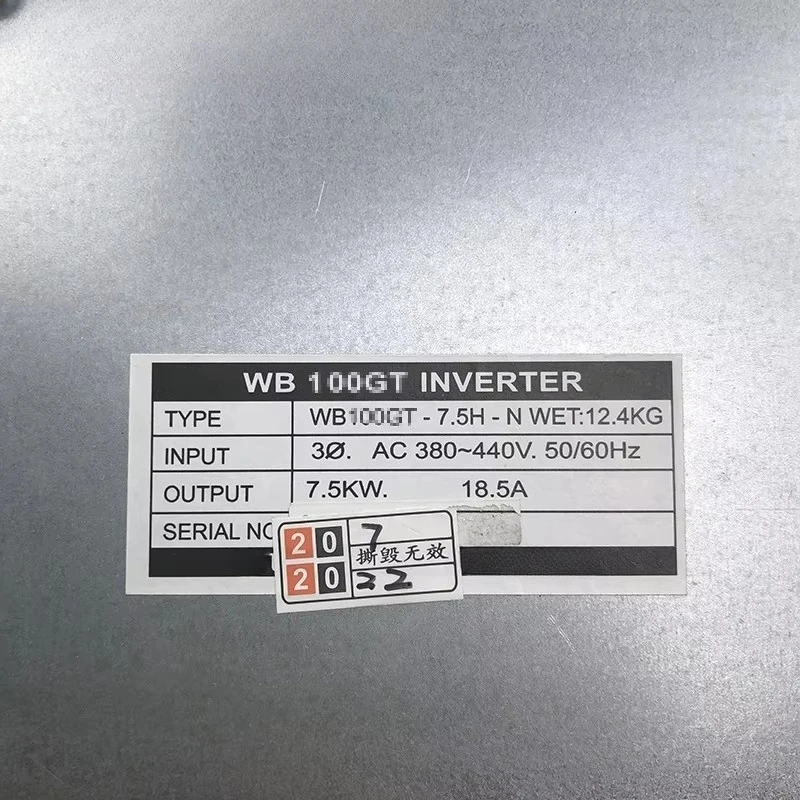 WB 100GT INVERTER
TYPE WB100GT - 7.5H - N WET:12.4KG
INPUT 3Ø. AC 380~440V. 50/60Hz
OUTPUT 7.5KW. 18.5A
SERIAL NO
20 7
撕毁无效
20 22